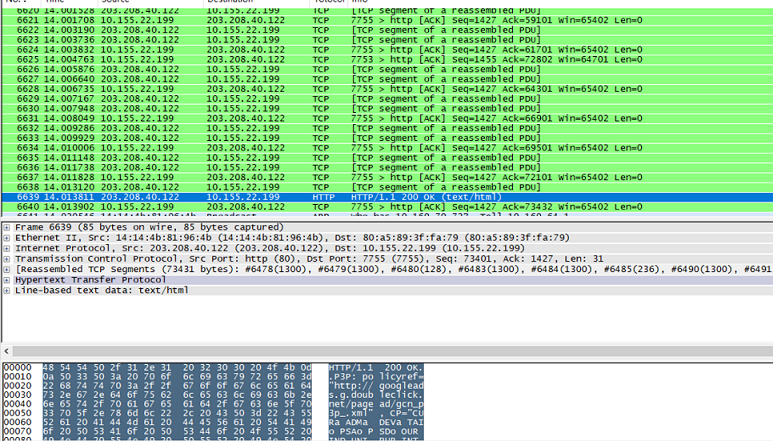 6620 14.001528 203.208.40.122 10.155.22.199 TCP [TCP segment of a reassembled PDU]
6621 14.001708 10.155.22.199 203.208.40.122 TCP 7755 > http [ACK] Seq=1427 Ack=59101 Win=65402 Len=0
6622 14.003190 203.208.40.122 10.155.22.199 TCP [TCP segment of a reassembled PDU]
6623 14.003736 203.208.40.122 10.155.22.199 TCP [TCP segment of a reassembled PDU]
6624 14.003832 10.155.22.199 203.208.40.122 TCP 7755 > http [ACK] Seq=1427 Ack=61701 Win=65402 Len=0
6625 14.004763 10.155.22.199 203.208.40.122 TCP 7753 > http [ACK] Seq=1455 Ack=72802 Win=64701 Len=0
6626 14.005876 203.208.40.122 10.155.22.199 TCP [TCP segment of a reassembled PDU]
6627 14.006640 203.208.40.122 10.155.22.199 TCP [TCP segment of a reassembled PDU]
6628 14.006735 10.155.22.199 203.208.40.122 TCP 7755 > http [ACK] Seq=1427 Ack=64301 Win=65402 Len=0
6629 14.007167 203.208.40.122 10.155.22.199 TCP [TCP segment of a reassembled PDU]
6630 14.007948 203.208.40.122 10.155.22.199 TCP [TCP segment of a reassembled PDU]
6631 14.008049 10.155.22.199 203.208.40.122 TCP 7755 > http [ACK] Seq=1427 Ack=66901 Win=65402 Len=0
6632 14.009286 203.208.40.122 10.155.22.199 TCP [TCP segment of a reassembled PDU]
6633 14.009929 203.208.40.122 10.155.22.199 TCP [TCP segment of a reassembled PDU]
6634 14.010006 10.155.22.199 203.208.40.122 TCP 7755 > http [ACK] Seq=1427 Ack=69501 Win=65402 Len=0
6635 14.011148 203.208.40.122 10.155.22.199 TCP [TCP segment of a reassembled PDU]
6636 14.011738 203.208.40.122 10.155.22.199 TCP [TCP segment of a reassembled PDU]
6637 14.011828 10.155.22.199 203.208.40.122 TCP 7755 > http [ACK] Seq=1427 Ack=72101 Win=65402 Len=0
6638 14.013120 203.208.40.122 10.155.22.199 TCP [TCP segment of a reassembled PDU]
6639 14.013811 203.208.40.122 10.155.22.199 HTTP HTTP/1.1 200 OK (text/html)
6640 14.013902 10.155.22.199 203.208.40.122 TCP 7755 > http [ACK] Seq=1427 Ack=73432 Win=65402 Len=0
Frame 6639 (85 bytes on wire, 85 bytes captured)
Ethernet II, Src: 14:14:4b:81:96:4b (14:14:4b:81:96:4b), Dst: 80:a5:89:3f:fa:79 (80:a5:89:3f:fa:79)
Internet Protocol, Src: 203.208.40.122 (203.208.40.122), Dst: 10.155.22.199 (10.155.22.199)
Transmission Control Protocol, Src Port: http (80), Dst Port: 7755 (7755), Seq: 73401, Ack: 1427, Len: 31
[Reassembled TCP Segments (73431 bytes): #6478(1300), #6479(1300), #6480(128), #6483(1300), #6484(1300), #6485(236), #6490(1300), #6491
Hypertext Transfer Protocol
Line-based text data: text/html
00000 48 54 54 50 2f 31 2e 31 20 32 30 30 20 4f 4b 0d HTTP/1.1 200 OK.
00010 0a 50 33 50 3a 20 70 6f 6c 69 63 79 72 65 66 3d .P3P: po licyref=
00020 22 68 74 74 70 3a 2f 2f 67 6f 6f 67 6c 65 61 64 "http:// googlead
00030 73 2e 67 2e 64 6f 75 62 6c 65 63 6c 69 63 6b 2e s.g.doub leclick.
00040 6e 65 74 2f 70 61 67 65 61 64 2f 67 63 6e 5f 70 net/page ad/gcn_p
00050 33 70 5f 2e 78 6d 6c 22 2c 20 43 50 3d 22 43 55 3p_.xml" , CP="CU
00060 52 61 20 41 44 4d 61 20 44 45 56 61 20 54 41 49 Ra ADMa DEVa TAI
00070 6f 20 50 53 41 6f 20 50 53 44 6f 20 4f 55 52 20 o PSAo P SDo OUR